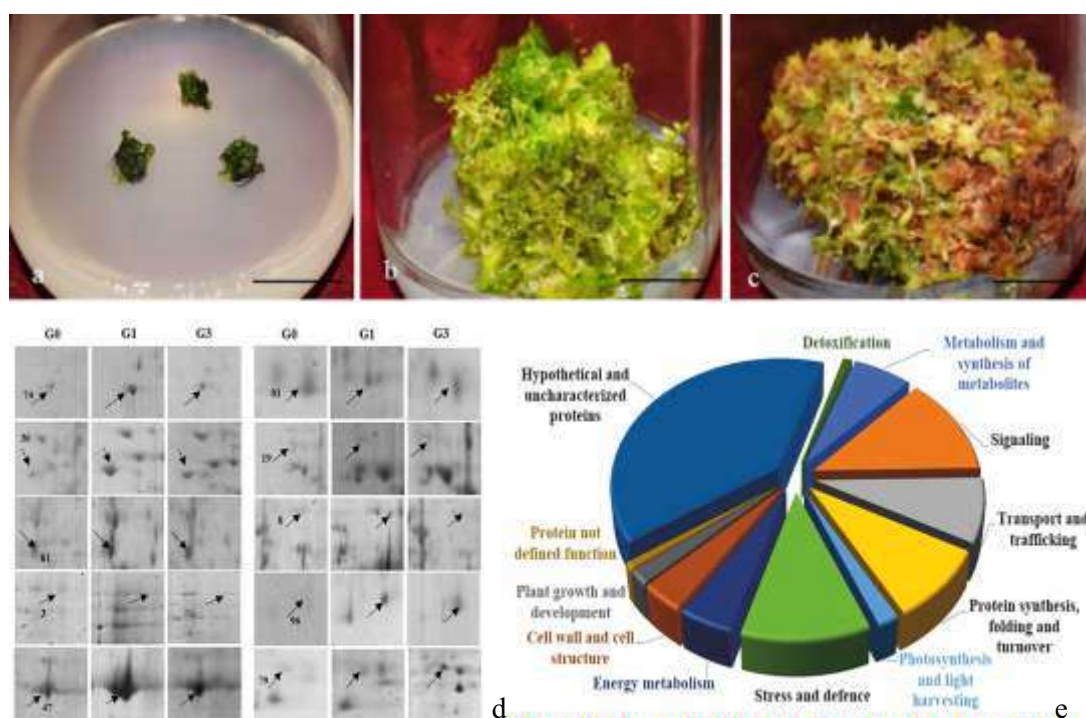 a
b
c
G0 G1 G3 G0 G1 G3
81
19
8
81
3
96
47
d
Detoxification
Metabolism and
synthesis of
metabolites
Signaling
Transport and
trafficking
Protein synthesis,
folding and
turnover
Photosynthesis
and light
harvesting
Stress and defence
Energy metabolism
Cell wall and cell
structure
Plant growth and
development
Protein not
defined function
Hypothetical and
uncharacterized
proteins
e